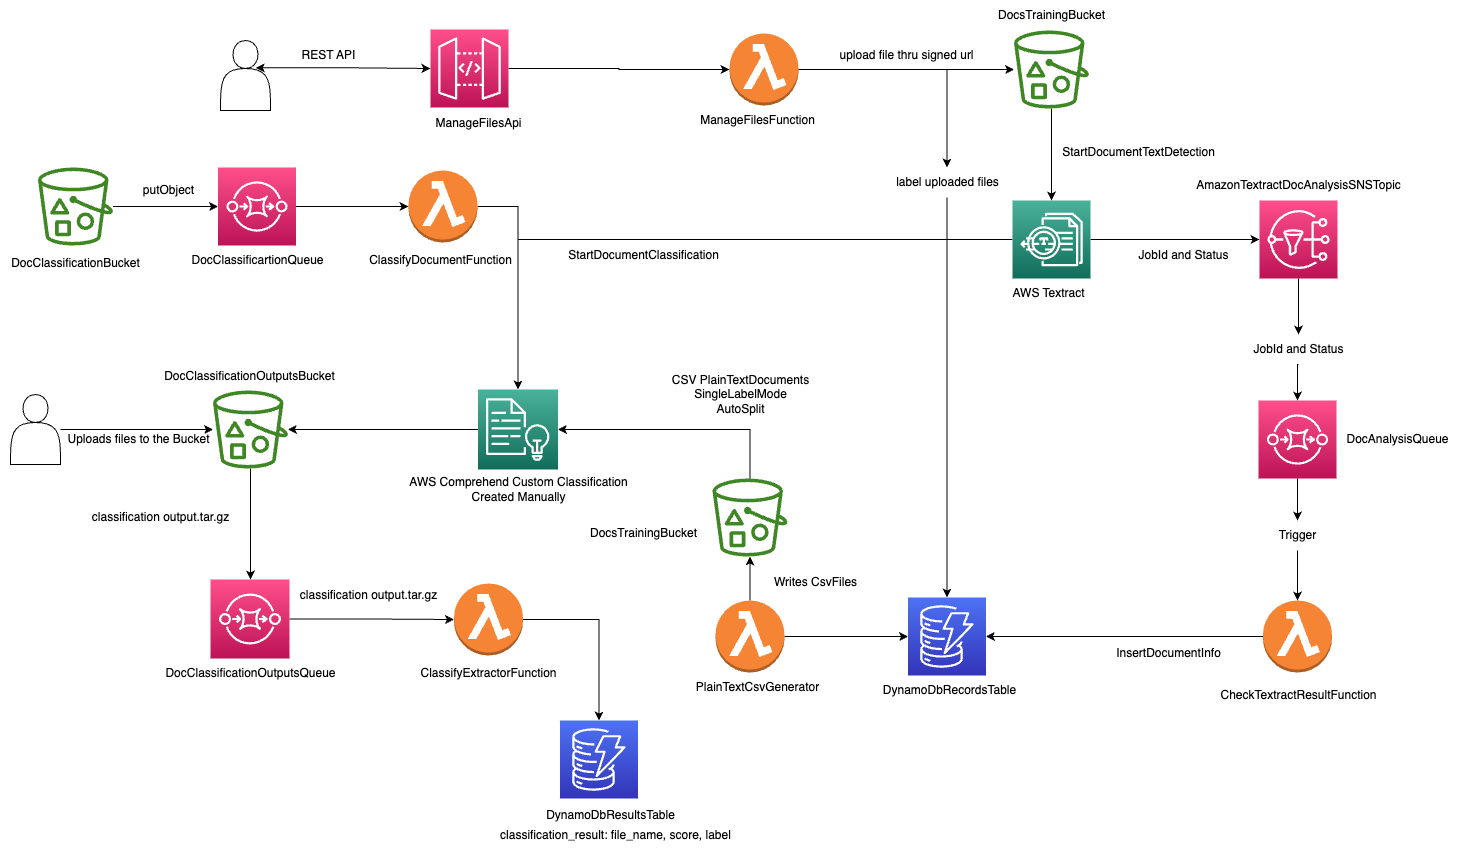 DocsTrainingBucket
REST API
upload file thru signed url
ManageFilesApi
ManageFilesFunction
StartDocumentTextDetection
putObject
label uploaded files
AmazonTextractDocAnalysisSNSTopic
DocClassificationBucket
DocClassificartionQueue
ClassifyDocumentFunction
StartDocumentClassification
JobId and Status
AWS Textract
JobId and Status
DocClassificationOutputsBucket
CSV PlainTextDocuments
SingleLabelMode
AutoSplit
Uploads files to the Bucket
DocAnalysisQueue
AWS Comprehend Custom Classification
Created Manually
classification output.tar.gz
DocsTrainingBucket
Trigger
Writes CsvFiles
classification output.tar.gz
InsertDocumentInfo
DocClassificationOutputsQueue
ClassifyExtractorFunction
PlainTextCsvGenerator
DynamoDbRecordsTable
CheckTextractResultFunction
DynamoDbResultsTable
classification_result: file_name, score, label